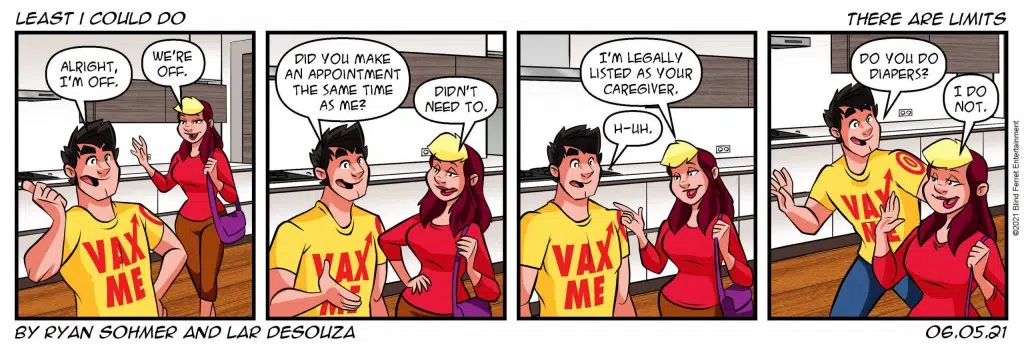 LEAST I COULD DO
THERE ARE LIMITS
ALRIGHT,
I'M OFF.
WE'RE
OFF.
VAX
ME
DID YOU MAKE
AN APPOINTMENT
THE SAME TIME
AS ME?
DIDN'T
NEED TO.
VAX
ME
I'M LEGALLY
LISTED AS YOUR
CAREGIVER.
H-UH.
VAX
ME
DO YOU DO
DIAPERS?
I DO
NOT.
VAX
ME
©2021 Blind Ferret Entertainment
BY RYAN SOHMER AND LAR DESOUZA
06.05.21